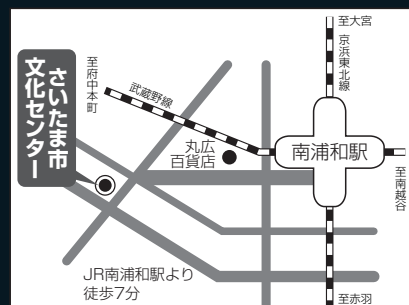 至大宮
京浜東北線
至府中本町
武蔵野線
さいたま市
文化センター
丸広
百貨店
南浦和駅
至南越谷
JR南浦和駅より
徒歩7分
至赤羽